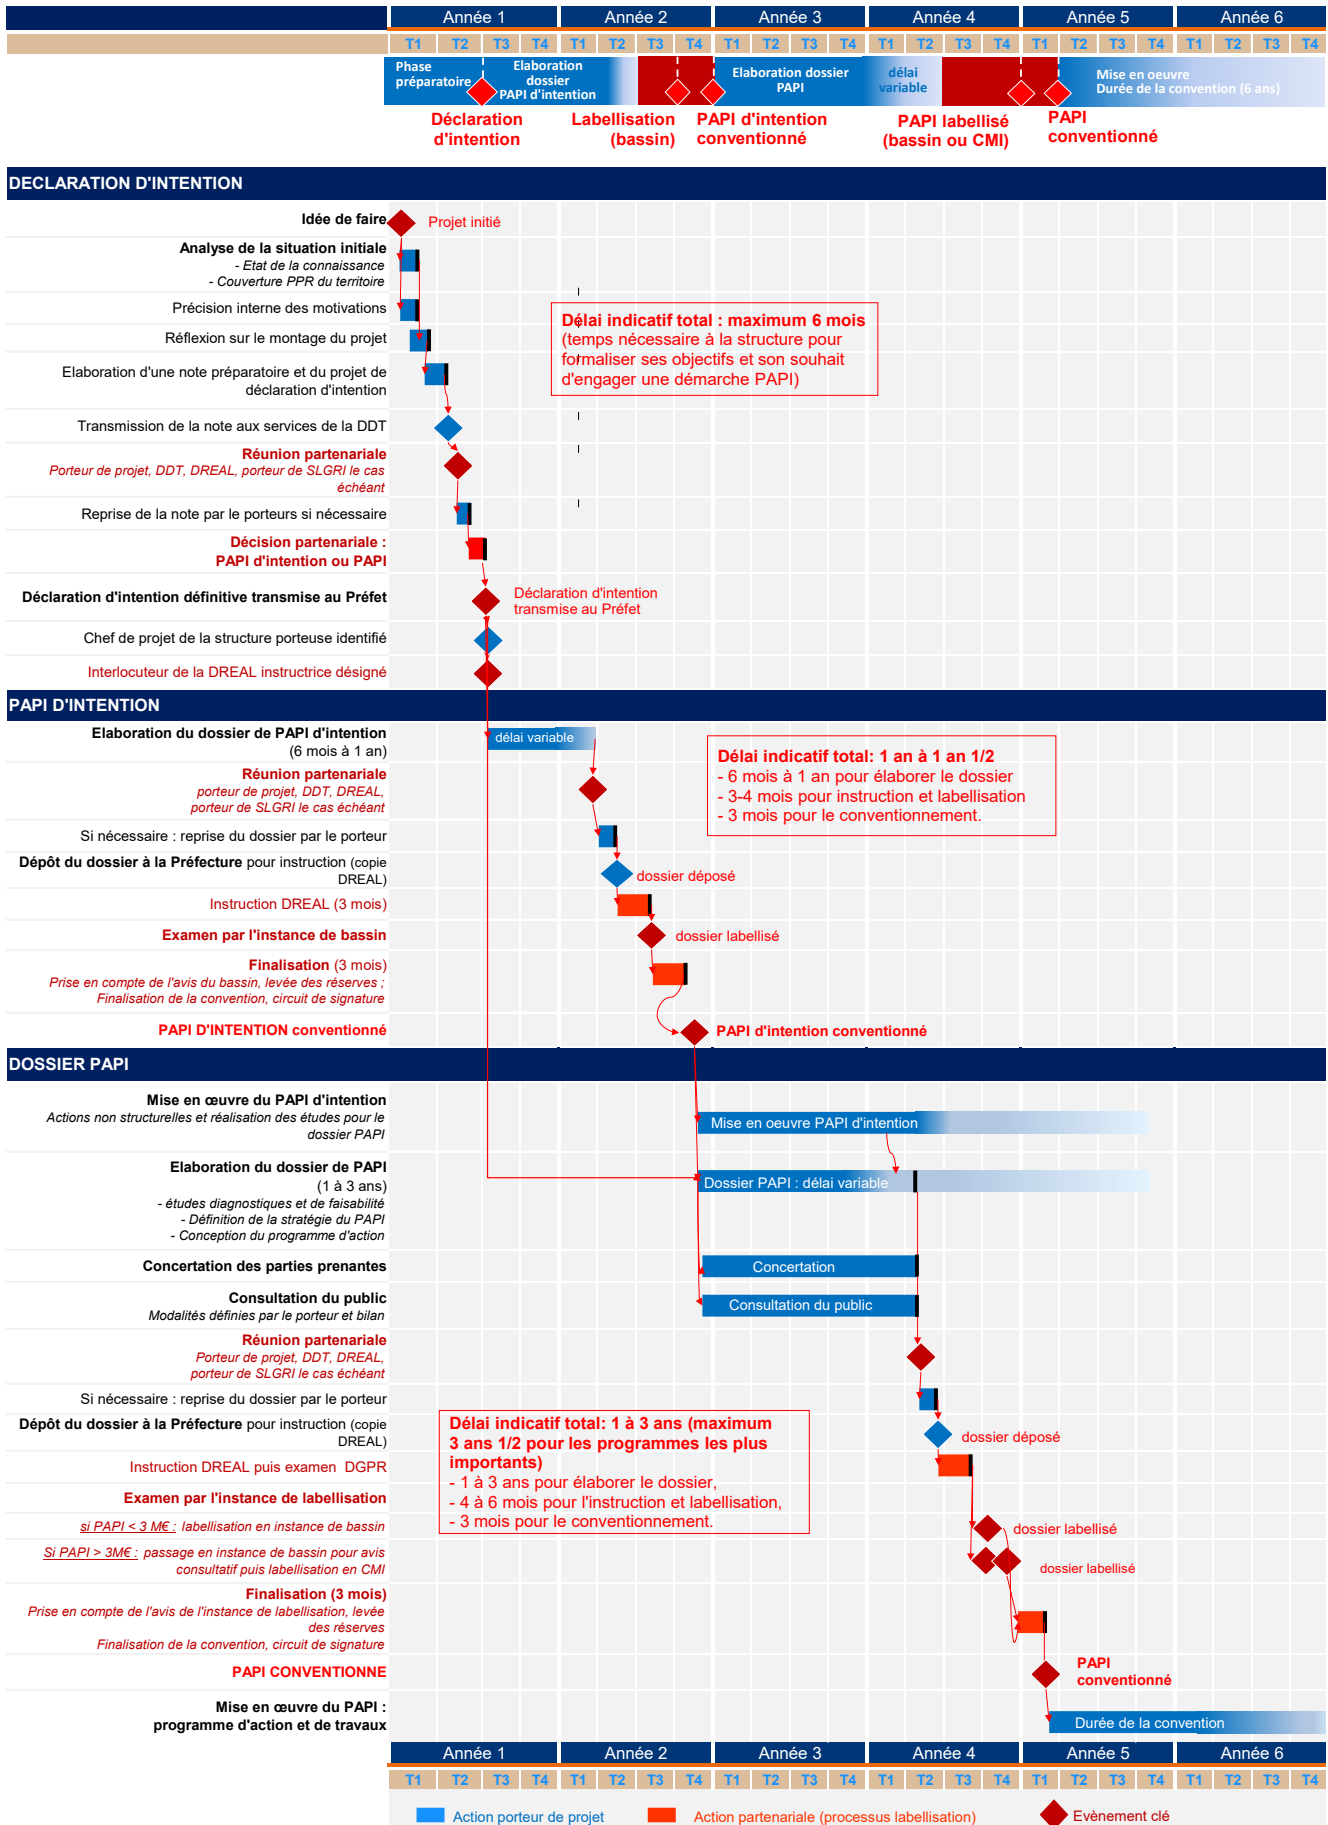 Année 1 Année 2 Année 3 Année 4 Année 5 Année 6
T1 T2 T3 T4 T1 T2 T3 T4 T1 T2 T3 T4 T1 T2 T3 T4 T1 T2 T3 T4 T1 T2 T3 T4
Phase
préparatoire
Elaboration
dossier
PAPI d'intention
Elaboration dossier
PAPI
délai
variable
Mise en oeuvre
Durée de la convention (6 ans)
Déclaration
d'intention
Labellisation
(bassin)
PAPI d'intention
conventionné
PAPI labellisé
(bassin ou CMI)
PAPI
conventionné
DECLARATION D'INTENTION
Idée de faire
Projet initié
Analyse de la situation initiale
- Etat de la connaissance
- Couverture PPR du territoire
Précision interne des motivations
Réflexion sur le montage du projet
Elaboration d'une note préparatoire et du projet de
déclaration d'intention
Délai indicatif total : maximum 6 mois
(temps nécessaire à la structure pour
formaliser ses objectifs et son souhait
d'engager une démarche PAPI)
Transmission de la note aux services de la DDT
Réunion partenariale
Porteur de projet, DDT, DREAL, porteur de SLGRI le cas
échéant
Reprise de la note par le porteurs si nécessaire
Décision partenariale :
PAPI d'intention ou PAPI
Déclaration d'intention définitive transmise au Préfet
Déclaration d'intention
transmise au Préfet
Chef de projet de la structure porteuse identifié
Interlocuteur de la DREAL instructrice désigné
PAPI D'INTENTION
Elaboration du dossier de PAPI d'intention
(6 mois à 1 an)
délai variable
Réunion partenariale
porteur de projet, DDT, DREAL,
porteur de SLGRI le cas échéant
Délai indicatif total: 1 an à 1 an 1/2
- 6 mois à 1 an pour élaborer le dossier
- 3-4 mois pour instruction et labellisation
- 3 mois pour le conventionnement.
Si nécessaire : reprise du dossier par le porteur
Dépôt du dossier à la Préfecture pour instruction (copie
DREAL)
dossier déposé
Instruction DREAL (3 mois)
Examen par l'instance de bassin
dossier labellisé
Finalisation (3 mois)
Prise en compte de l'avis du bassin, levée des réserves ;
Finalisation de la convention, circuit de signature
PAPI D'INTENTION conventionné
PAPI d'intention conventionné
DOSSIER PAPI
Mise en œuvre du PAPI d'intention
Actions non structurelles et réalisation des études pour le
dossier PAPI
Mise en oeuvre PAPI d'intention
Elaboration du dossier de PAPI
(1 à 3 ans)
- études diagnostiques et de faisabilité
- Définition de la stratégie du PAPI
- Conception du programme d'action
Dossier PAPI : délai variable
Concertation des parties prenantes
Concertation
Consultation du public
Modalités définies par le porteur et bilan
Consultation du public
Réunion partenariale
Porteur de projet, DDT, DREAL,
porteur de SLGRI le cas échéant
Si nécessaire : reprise du dossier par le porteur
Dépôt du dossier à la Préfecture pour instruction (copie
DREAL)
dossier déposé
Délai indicatif total: 1 à 3 ans (maximum
3 ans 1/2 pour les programmes les plus
importants)
- 1 à 3 ans pour élaborer le dossier,
- 4 à 6 mois pour l'instruction et labellisation,
- 3 mois pour le conventionnement.
Instruction DREAL puis examen DGPR
Examen par l'instance de labellisation
si PAPI < 3 M€ : labellisation en instance de bassin
dossier labellisé
Si PAPI > 3M€ : passage en instance de bassin pour avis
consultatif puis labellisation en CMI
dossier labellisé
Finalisation (3 mois)
Prise en compte de l'avis de l'instance de labellisation, levée
des réserves
Finalisation de la convention, circuit de signature
PAPI CONVENTIONNE
PAPI
conventionné
Mise en œuvre du PAPI :
programme d'action et de travaux
Durée de la convention
Année 1 Année 2 Année 3 Année 4 Année 5 Année 6
T1 T2 T3 T4 T1 T2 T3 T4 T1 T2 T3 T4 T1 T2 T3 T4 T1 T2 T3 T4 T1 T2 T3 T4
Action porteur de projet
Action partenariale (processus labellisation)
Evènement clé